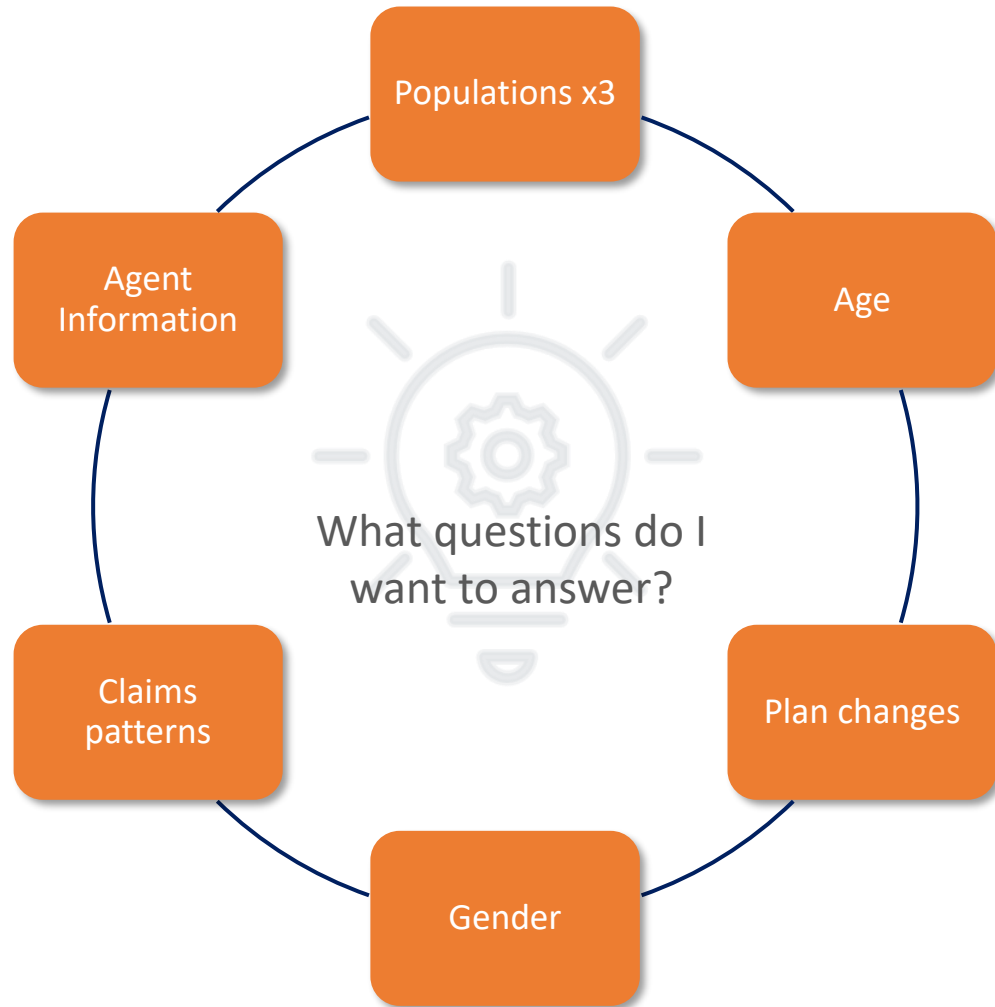 Populations x3
Age
Plan changes
Gender
Claims
patterns
Agent
Information
What questions do I
want to answer?